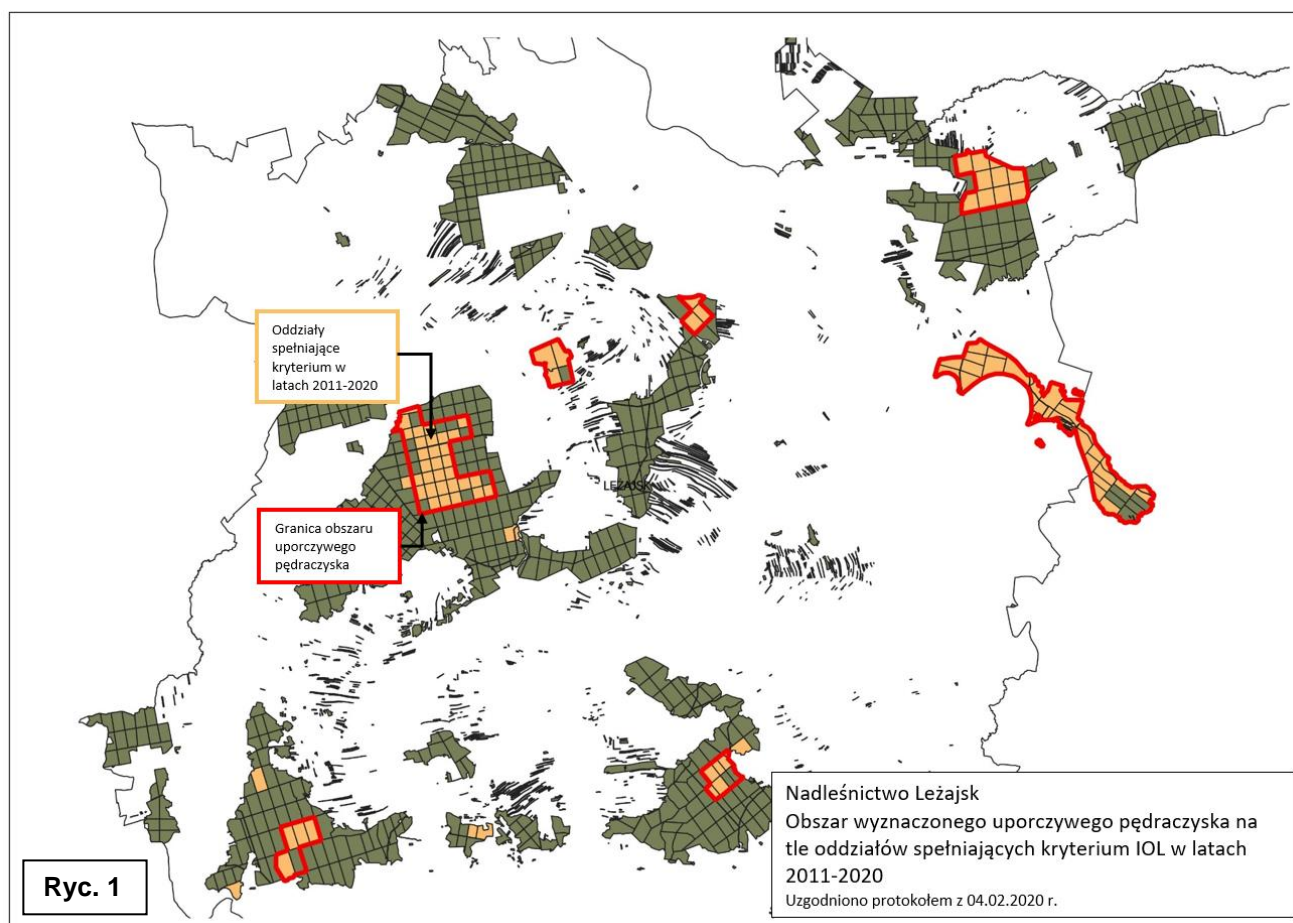 Oddziały
spełniające
kryterium w
latach 2011-2020
LEŻAJSK
Granica obszaru
uporczywego
pędraczyska
Nadleśnictwo Leżajsk
Obszar wyznaczonego uporczywego pędraczyska na
tle oddziałów spełniających kryterium IOL w latach
2011-2020
Uzgodniono protokołem z 04.02.2020 r.
Ryc. 1